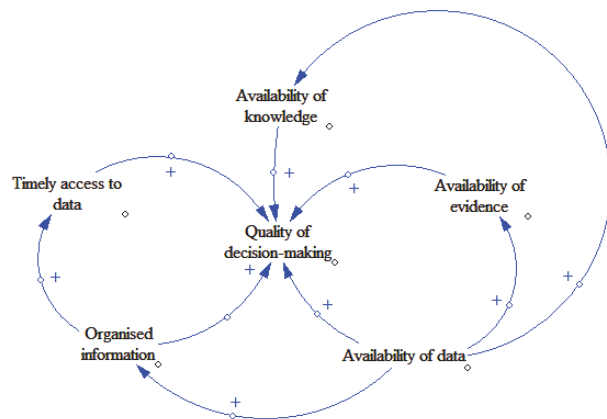 Availability of
knowledge
+
+
Timely access to
data
+
Availability of
evidence
Quality of
decision-making
+
+
+
+
+
Organised
information
Availability of data
+